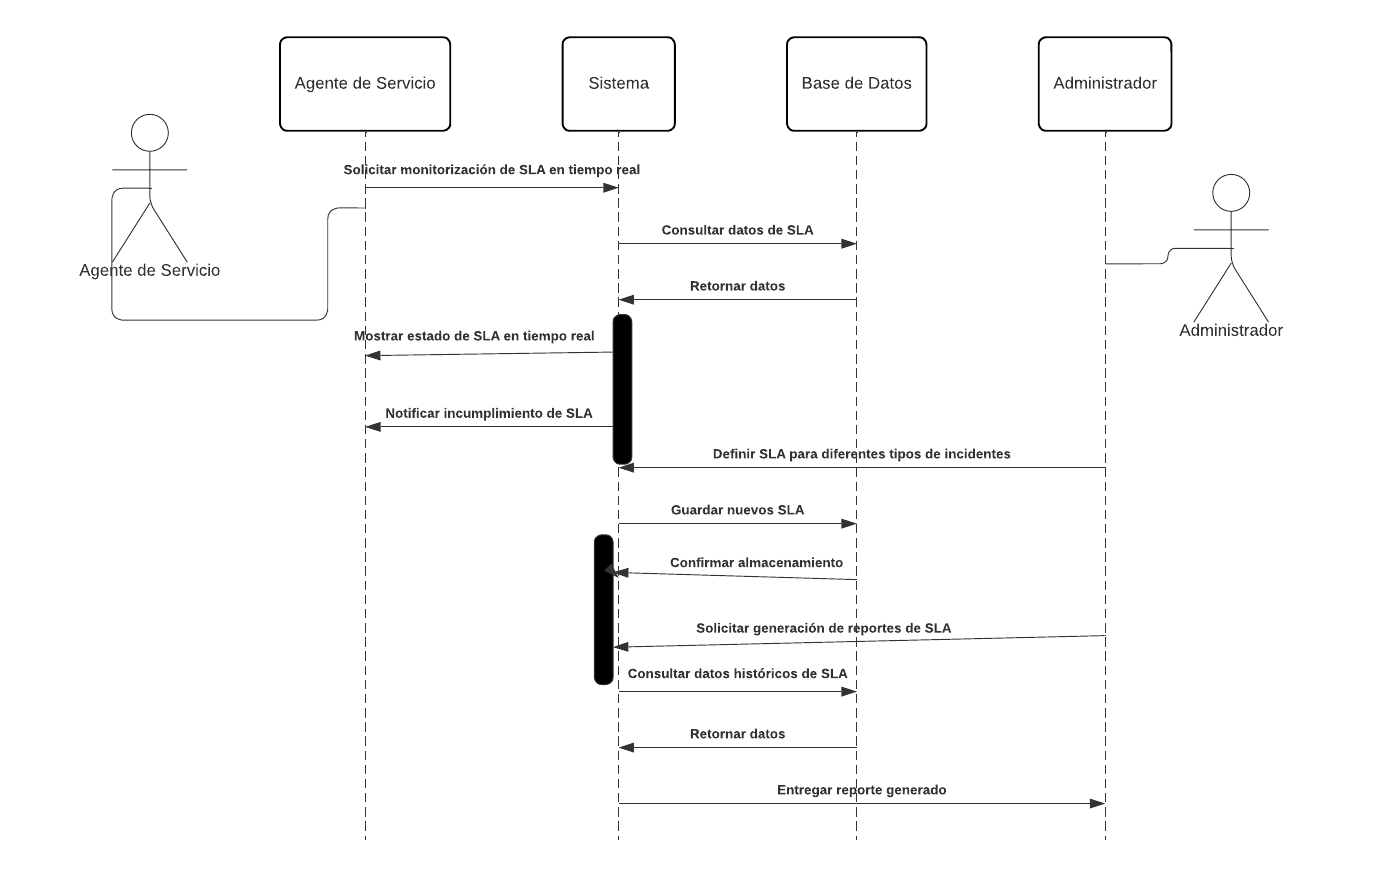 Agente de Servicio
Sistema
Base de Datos
Administrador
Solicitar monitorización de SLA en tiempo real
Consultar datos de SLA
Agente de Servicio
Retornar datos
Administrador
Mostrar estado de SLA en tiempo real
Notificar incumplimiento de SLA
Definir SLA para diferentes tipos de incidentes
Guardar nuevos SLA
Confirmar almacenamiento
Solicitar generación de reportes de SLA
Consultar datos históricos de SLA
Retornar datos
Entregar reporte generado